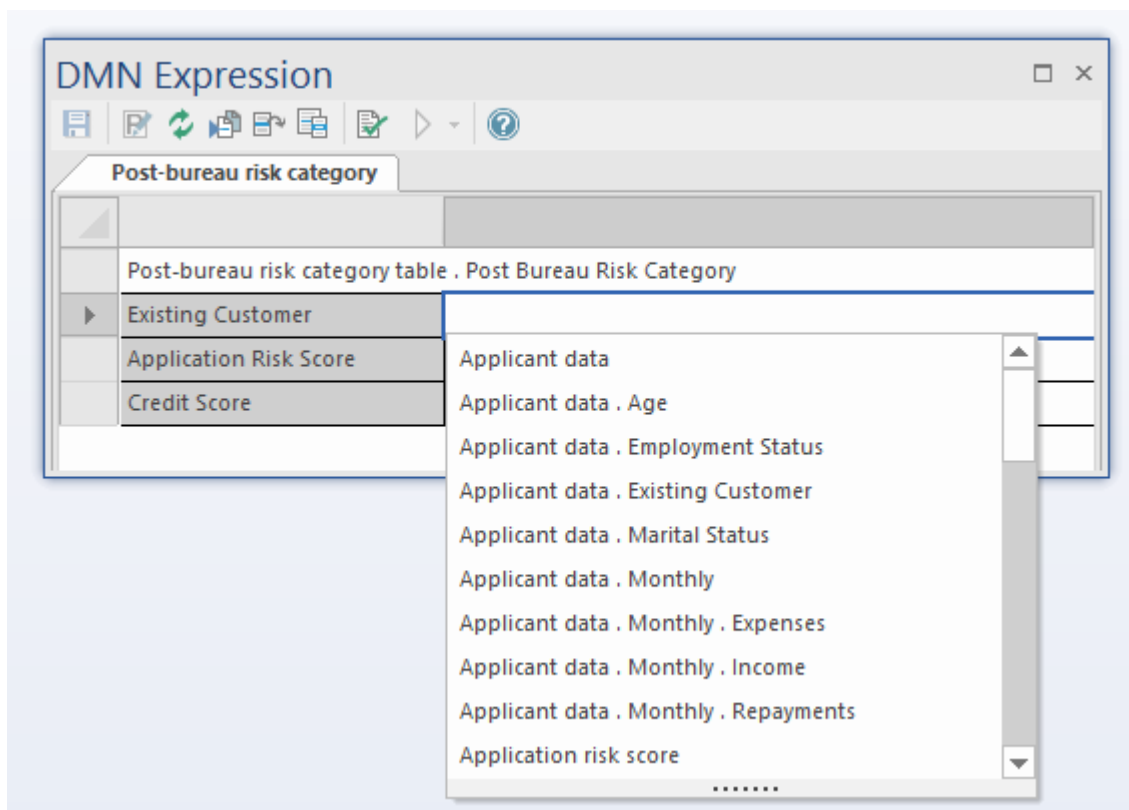 DMN Expression
Post-bureau risk category
Post-bureau risk category table . Post Bureau Risk Category
Existing Customer
Application Risk Score
Credit Score
Applicant data
Applicant data . Age
Applicant data . Employment Status
Applicant data . Existing Customer
Applicant data . Marital Status
Applicant data . Monthly
Applicant data . Monthly . Expenses
Applicant data . Monthly . Income
Applicant data . Monthly . Repayments
Application risk score